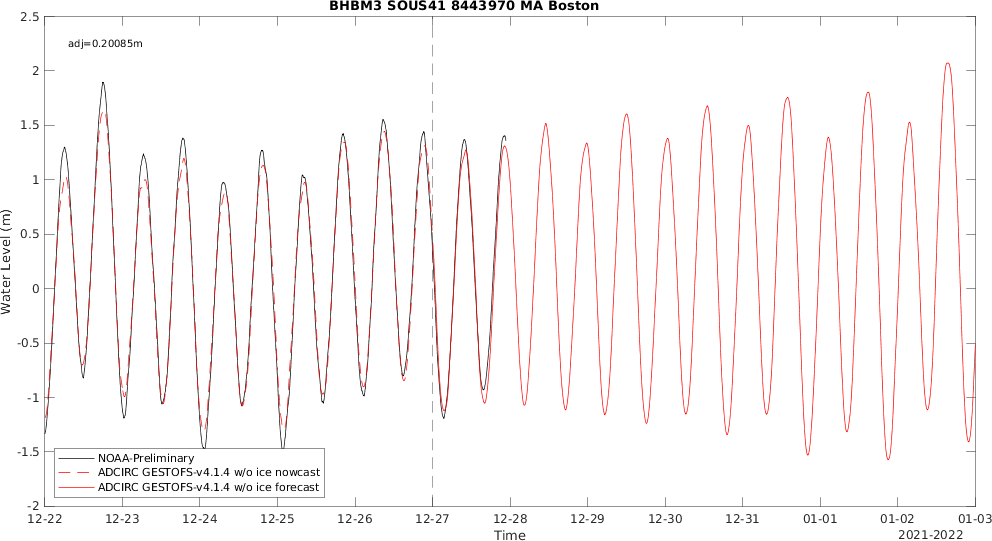 BHBM3 SOUS41 8443970 MA Boston
adj=0.20085m
Water Level (m)
2.5
2
1.5
1
0.5
0
-0.5
-1
-1.5
-2
NOAA-Preliminary
ADCIRC GESTOFS-v4.1.4 w/o ice nowcast
ADCIRC GESTOFS-v4.1.4 w/o ice forecast
12-22 12-23 12-24 12-25 12-26 12-27 12-28 12-29 12-30 12-31 01-01 01-02 01-03
Time
2021-2022